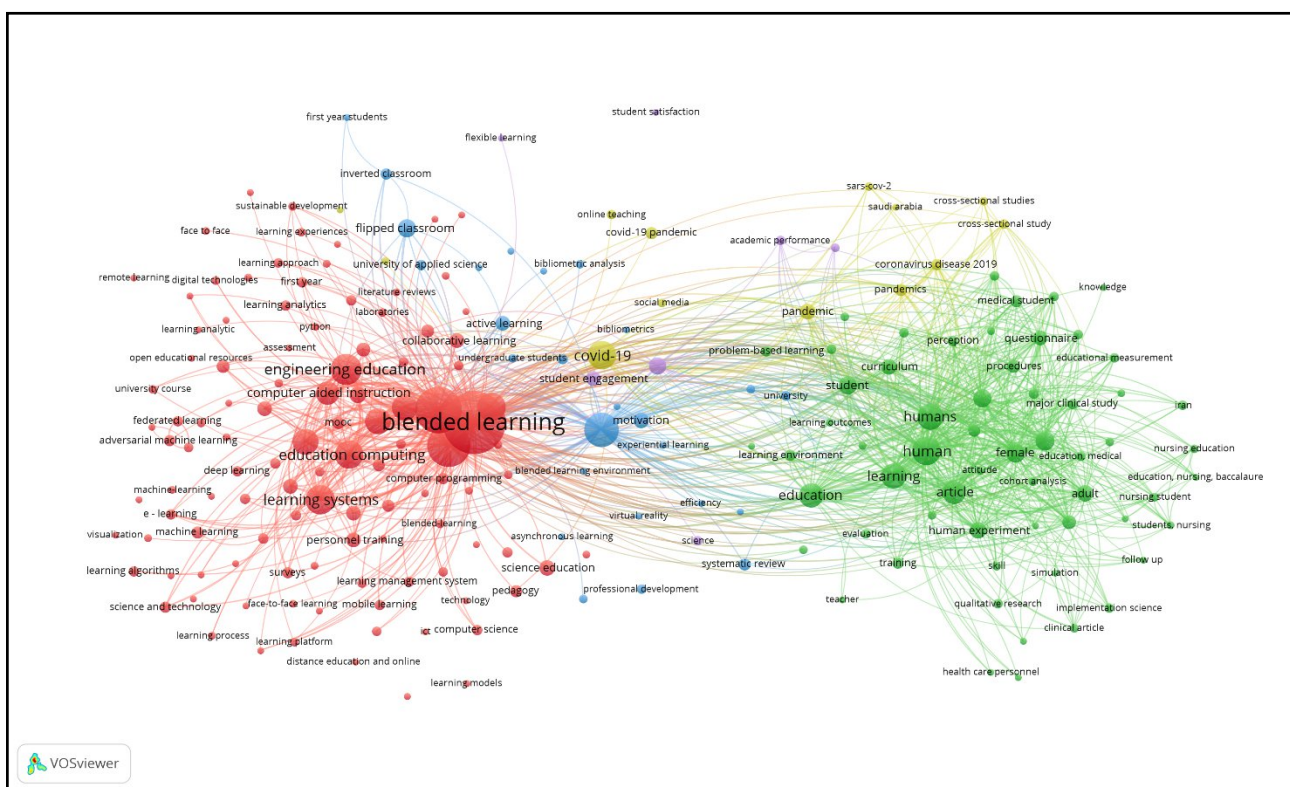 first year students
student satisfaction
flexible learning
inverted classroom
sars-cov-2
sustainable development
online teaching
saudi arabia
cross-sectional studies
face to face
learning experiences
flipped classroom
covid-19 pandemic
cross-sectional study
academic performance
learning approach
university of applied science
bibliometric analysis
coronavirus disease 2019
remote learning
digital technologies
first year
literature reviews
pandemics
medical student
knowledge
learning analytics
laboratories
social media
pandemic
learning analytic
python
active learning
bibliometrics
perception
questionnaire
collaborative learning
assessment
open educational resources
undergraduate students
covid-19
problem-based learning
educational measurement
engineering education
student engagement
curriculum
procedures
university course
computer aided instruction
student
university
major clinical study
iran
federated learning
mooc
blended learning
motivation
learning outcomes
humans
adversarial machine learning
experiential learning
education computing
learning environment
human
attitude
female
education, medical
nursing education
deep learning
computer programming
blended learning environment
learning
cohort analysis
education, nursing, baccalaure
machine-learning
e - learning
learning systems
efficiency
education
article
adult
nursing student
virtual reality
visualization
machine learning
blended-learning
asynchronous learning
human experiment
students, nursing
personnel training
science
evaluation
learning algorithms
surveys
science education
systematic review
training
skill
follow up
learning management system
pedagogy
professional development
simulation
science and technology
face-to-face learning
mobile learning
technology
teacher
qualitative research
implementation science
learning process
learning platform
ict
computer science
clinical article
distance education and online
learning models
health care personnel
VOSviewer